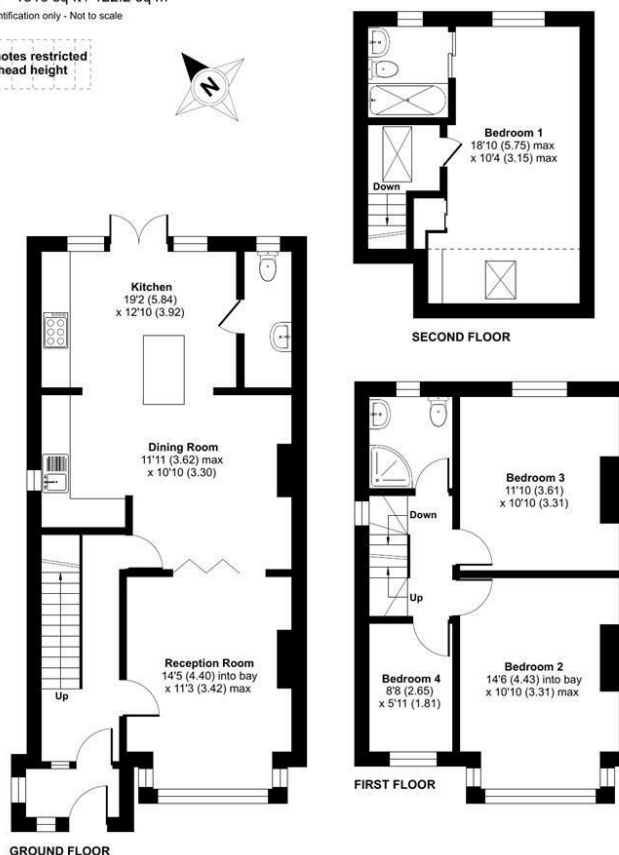 ntification only - Not to scale
notes restricted
head height
N
Bedroom 1
18'10 (5.75) max
x 10'4 (3.15) max
Down
SECOND FLOOR
Kitchen
19'2 (5.84)
x 12'10 (3.92)
Dining Room
11'11 (3.62) max
x 10'10 (3.30)
Reception Room
14'5 (4.40) into bay
x 11'3 (3.42) max
Up
GROUND FLOOR
Bedroom 3
11'10 (3.61)
x 10'10 (3.31)
Down
Up
Bedroom 4
8'8 (2.65)
x 5'11 (1.81)
Bedroom 2
14'6 (4.43) into bay
x 10'10 (3.31) max
FIRST FLOOR